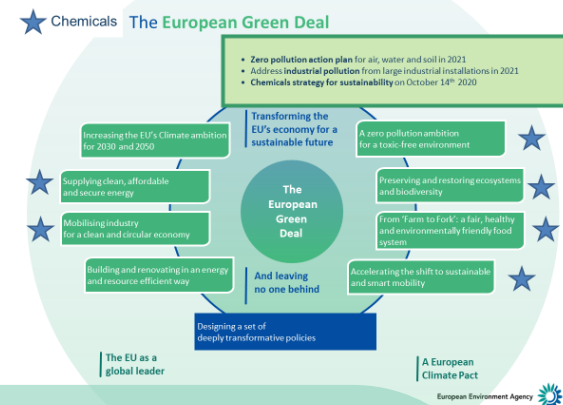 Chemicals The European Green Deal
• Zero pollution action plan for air, water and soil in 2021
• Address industrial pollution from large industrial installations in 2021
• Chemicals strategy for sustainability on October 14th 2020
Transforming the
EU's economy for a
sustainable future
Increasing the EU's Climate ambition
for 2030 and 2050
A zero pollution ambition
for a toxic-free environment
Supplying clean, affordable
and secure energy
Preserving and restoring ecosystems
and biodiversity
The
European
Green
Deal
Mobilising industry
for a clean and circular economy
From 'Farm to Fork': a fair, healthy
and environmentally friendly food
system
Building and renovating in an energy
and resource efficient way
Accelerating the shift to sustainable
and smart mobility
And leaving
no one behind
Designing a set of
deeply transformative policies
The EU as a
global leader
A European
Climate Pact
European Environment Agency